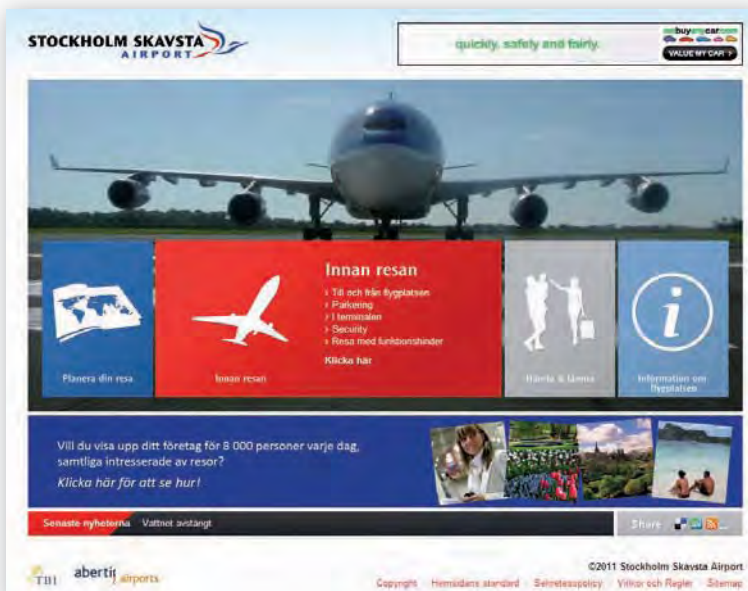 STOCKHOLM SKAVSTA
AIRPORT
quickly, safely and fairly.
webuyanycar.com
VALUE MY CAR
Planera din resa
Innan resan
Innan resan
› Till och från flygplatsen
› Parkering
› I terminalen
› Security
› Resa med funktionshinder
Klicka här
Hämta & lämna
Information om
flygplatsen
Vill du visa upp ditt företag för 8 000 personer varje dag,
samtliga intresserade av resor?
Klicka här för att se hur!
Senaste nyheterna Vattnet avstängt
Share
TBI abertis airports
©2011 Stockholm Skavsta Airport
Copyright Hemsidans standard Sekretesspolicy Villkor och Regler Sitemap